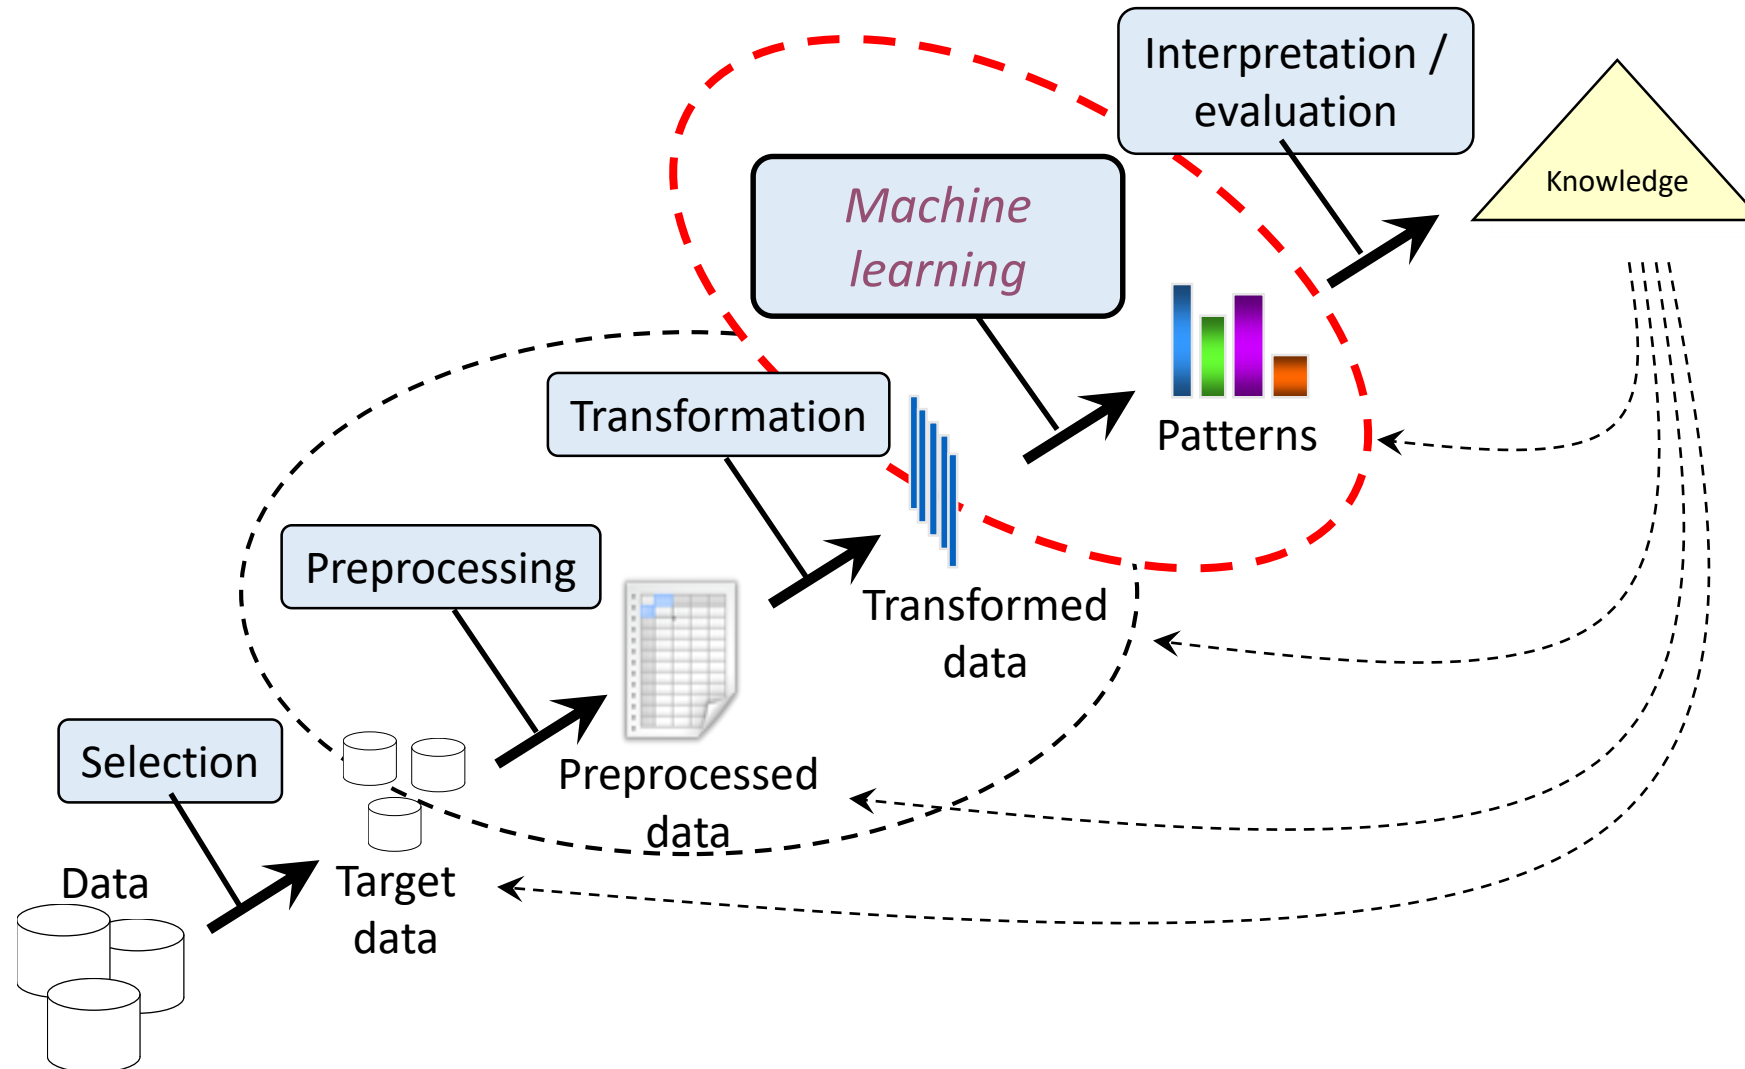 Interpretation /
evaluation
Knowledge
Machine
learning
Patterns
Transformation
Transformed
data
Preprocessing
Preprocessed
data
Selection
Target
data
Data